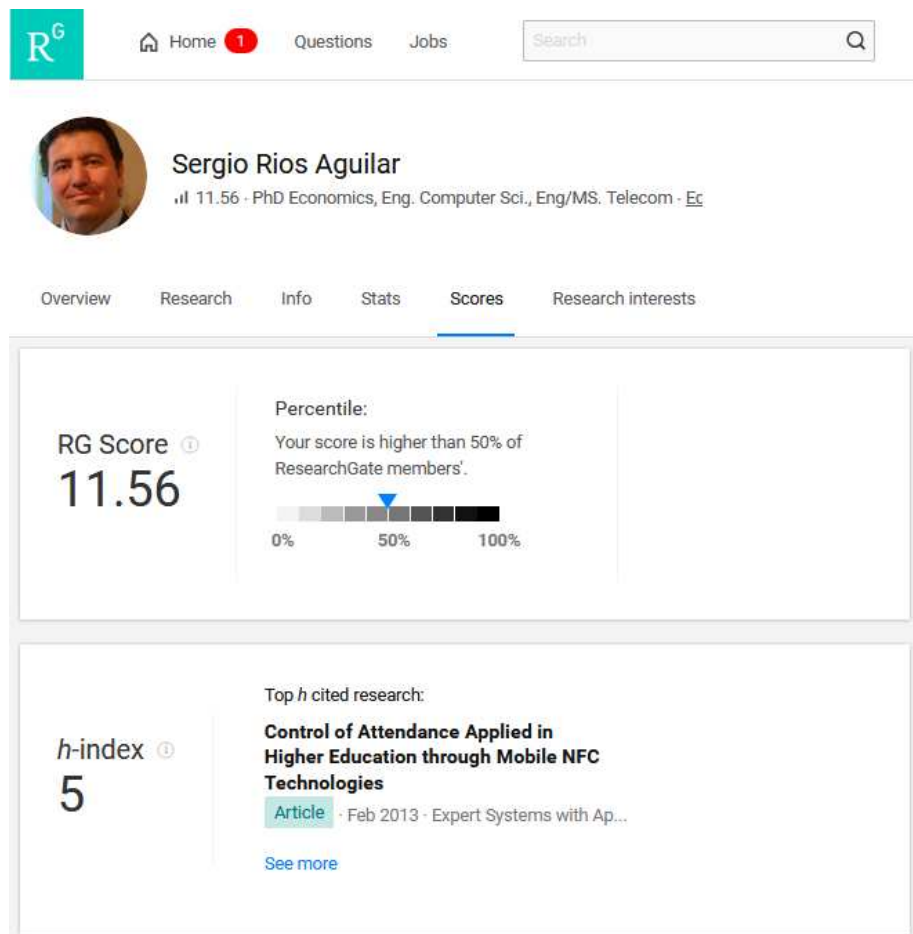 RG
Home 1 Questions Jobs Search
Sergio Rios Aguilar
11.56 · PhD Economics, Eng. Computer Sci., Eng/MS. Telecom · Ec
Overview Research Info Stats Scores Research interests
RG Score
11.56
Percentile:
Your score is higher than 50% of
ResearchGate members'.
0% 50% 100%
h-index
5
Top h cited research:
Control of Attendance Applied in
Higher Education through Mobile NFC
Technologies
Article · Feb 2013 · Expert Systems with Ap...
See more